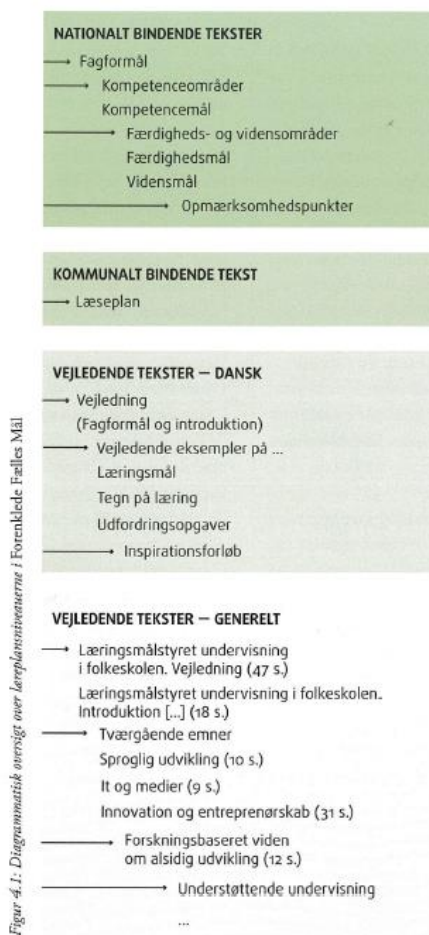 NATIONALT BINDENDE TEKSTER
Fagformål
Kompetenceområder
Kompetencemål
Færdigheds- og vidensområder
Færdighedsmål
Vidensmål
Opmærksomhedspunkter
KOMMUNALT BINDENDE TEKST
Læseplan
VEJLEDENDE TEKSTER – DANSK
Vejledning
(Fagformål og introduktion)
Vejledende eksempler på ...
Læringsmål
Tegn på læring
Udfordringsopgaver
Inspirationsforløb
VEJLEDENDE TEKSTER – GENERELT
Læringsmålstyret undervisning
i folkeskolen. Vejledning (47 s.)
Læringsmålstyret undervisning i folkeskolen.
Introduktion [...] (18 s.)
Tværgående emner
Sproglig udvikling (10 s.)
It og medier (9 s.)
Innovation og entreprenørskab (31 s.)
Forskningsbaseret viden
om alsidig udvikling (12 s.)
Understøttende undervisning
...
Figur 4.1: Diagrammatisk oversigt over læreplansniveauerne i Forenklede Fælles Mål